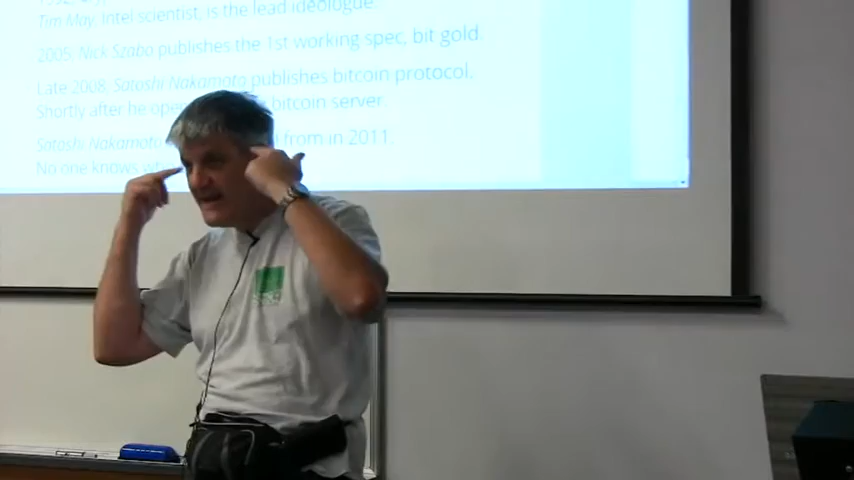 Tim May, Intel scientist, is the lead ideologue.
2005, Nick Szabo publishes the 1st working spec, bit gold.
Late 2008, Satoshi Nakamoto publishes Bitcoin protocol.
Shortly after he bitcoin server.
Satoshi Nakamoto from in 2011.
No one knows